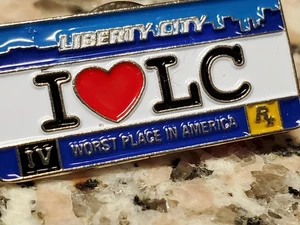 LIBERTY CITY
I ❤ LC
IV WORST PLACE IN AMERICA R★